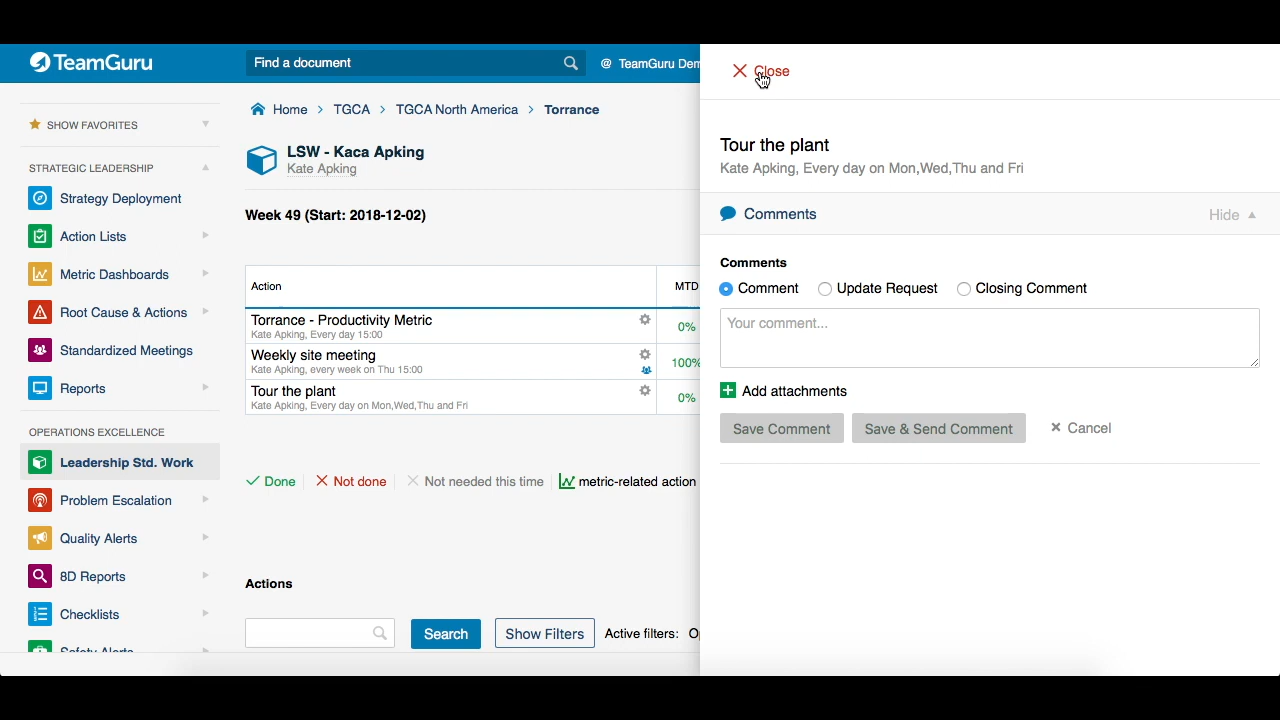 TeamGuru
Find a document
@ TeamGuru Dem
Close
SHOW FAVORITES
STRATEGIC LEADERSHIP
Strategy Deployment
Action Lists
Metric Dashboards
Root Cause & Actions
Standardized Meetings
Reports
OPERATIONS EXCELLENCE
Leadership Std. Work
Problem Escalation
Quality Alerts
8D Reports
Checklists
Safety Alerts
Home > TGCA > TGCA North America > Torrance
LSW - Kaca Apking
Kate Apking
Week 49 (Start: 2018-12-02)
Action MTD
Torrance - Productivity Metric
Kate Apking, Every day 15:00
0%
Weekly site meeting
Kate Apking, every week on Thu 15:00
100%
Tour the plant
Kate Apking, Every day on Mon,Wed,Thu and Fri
0%
Done Not done Not needed this time metric-related action
Actions
Search Show Filters Active filters: O
Tour the plant
Kate Apking, Every day on Mon,Wed,Thu and Fri
Comments Hide
Comments
Comment Update Request Closing Comment
Your comment...
Add attachments
Save Comment Save & Send Comment × Cancel